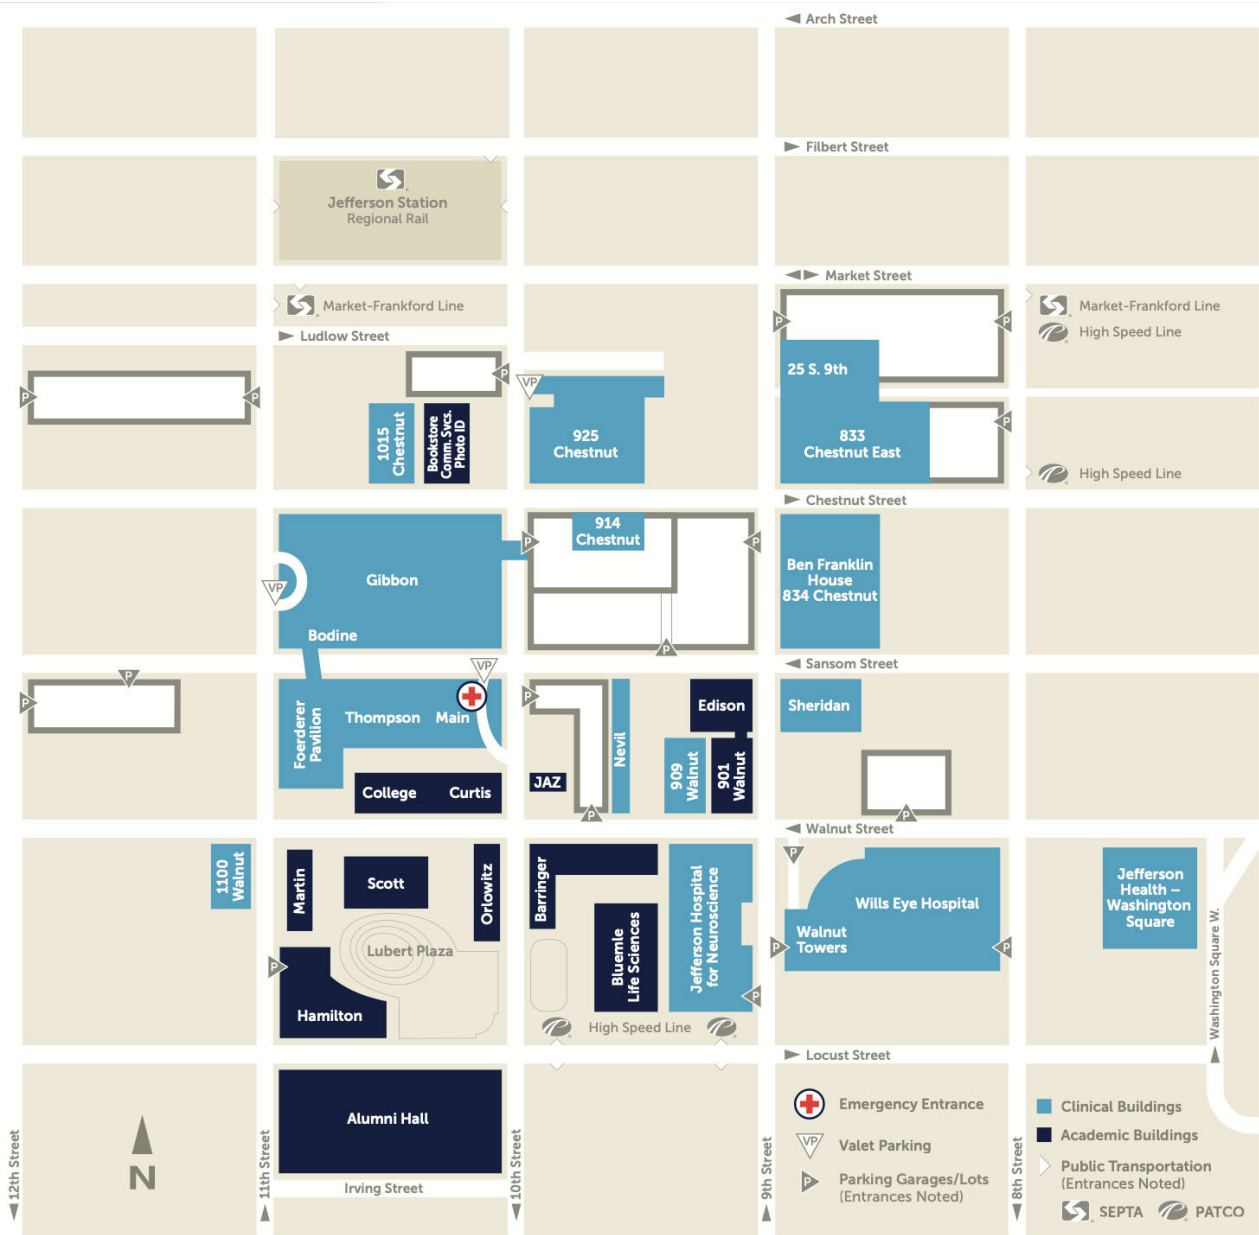 Arch Street
Filbert Street
Jefferson Station
Regional Rail
Market Street
Market-Frankford Line
Market-Frankford Line
High Speed Line
Ludlow Street
P
P
P
P
P
VP
P
25 S. 9th
1015
Chestnut
Bookstore
Comm. Svcs.
Photo ID
925
Chestnut
833
Chestnut East
P
High Speed Line
Chestnut Street
914
Chestnut
P
P
Gibbon
VP
Ben Franklin
House
834 Chestnut
Bodine
P
Sansom Street
VP
P
P
P
Foerderer
Pavilion
Thompson
Main
Nevil
Edison
Sheridan
JAZ
909
Walnut
901
Walnut
College
Curtis
P
P
Walnut Street
1100
Walnut
Martin
Scott
Orlowitz
Barringer
Bluemle
Life Sciences
Jefferson Hospital
for Neuroscience
P
Wills Eye Hospital
Walnut
Towers
P
P
Jefferson
Health –
Washington
Square
Washington Square W.
Lubert Plaza
P
Hamilton
P
High Speed Line
Locust Street
Alumni Hall
Irving Street
N
12th Street
11th Street
10th Street
9th Street
8th Street
Emergency Entrance
VP
Valet Parking
P
Parking Garages/Lots
(Entrances Noted)
Clinical Buildings
Academic Buildings
Public Transportation
(Entrances Noted)
SEPTA
PATCO